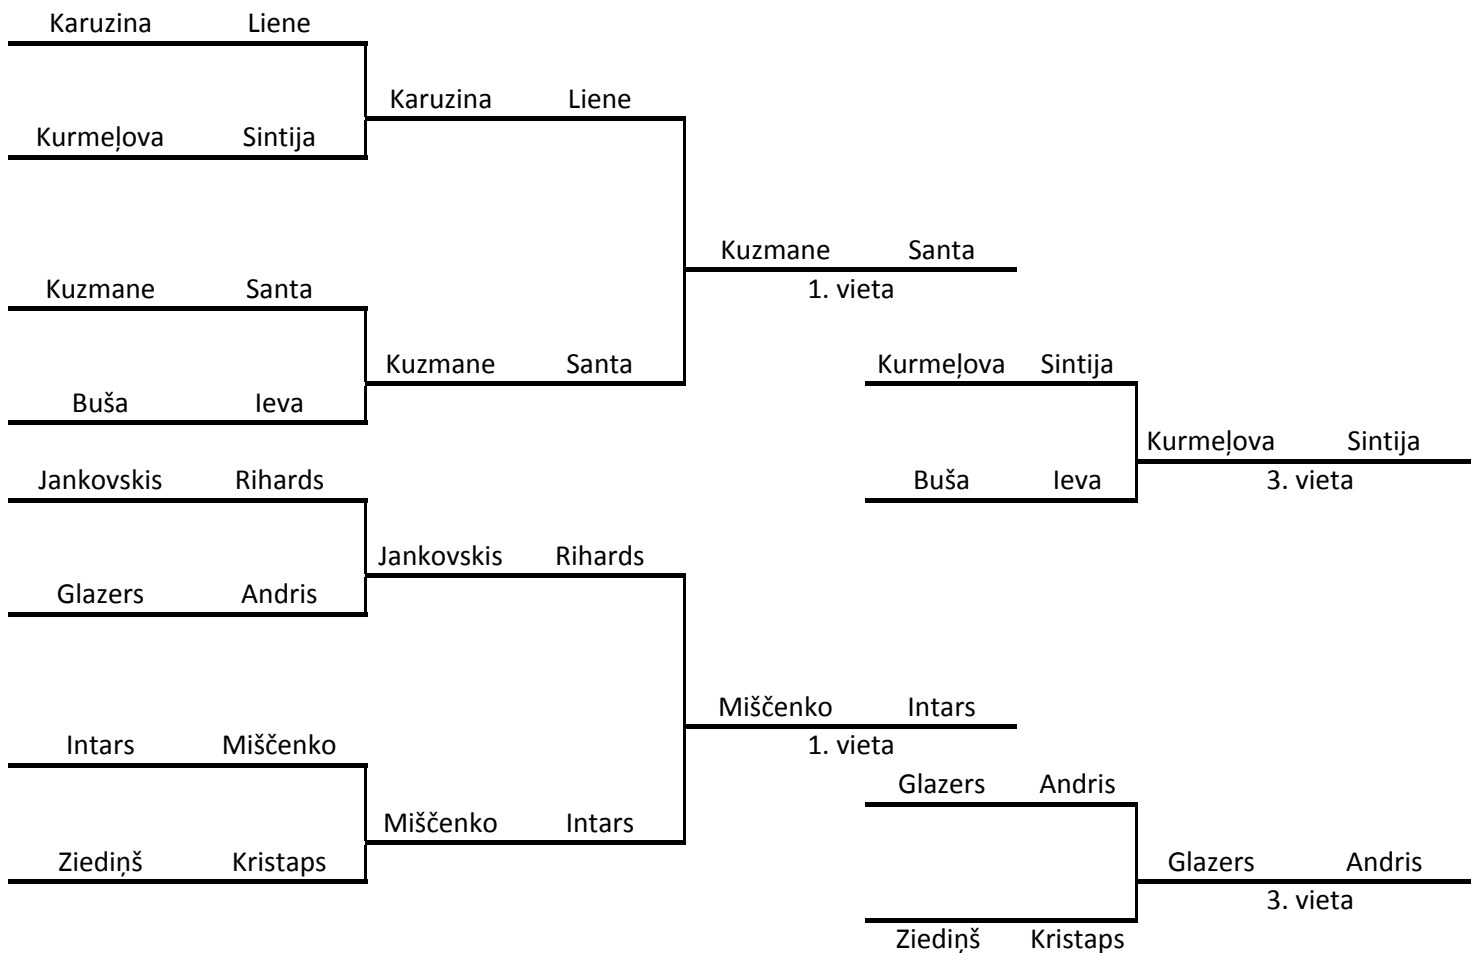 Karuzina Liene
Karuzina Liene
Kurmeļova Sintija
Kuzmane Santa
1. vieta
Kuzmane Santa
Kuzmane Santa
Kurmeļova Sintija
Buša Ieva
Kurmeļova Sintija
3. vieta
Jankovskis Rihards
Buša Ieva
Jankovskis Rihards
Glazers Andris
Miščenko Intars
1. vieta
Intars Miščenko
Glazers Andris
Miščenko Intars
Ziediņš Kristaps
Glazers Andris
3. vieta
Ziediņš Kristaps